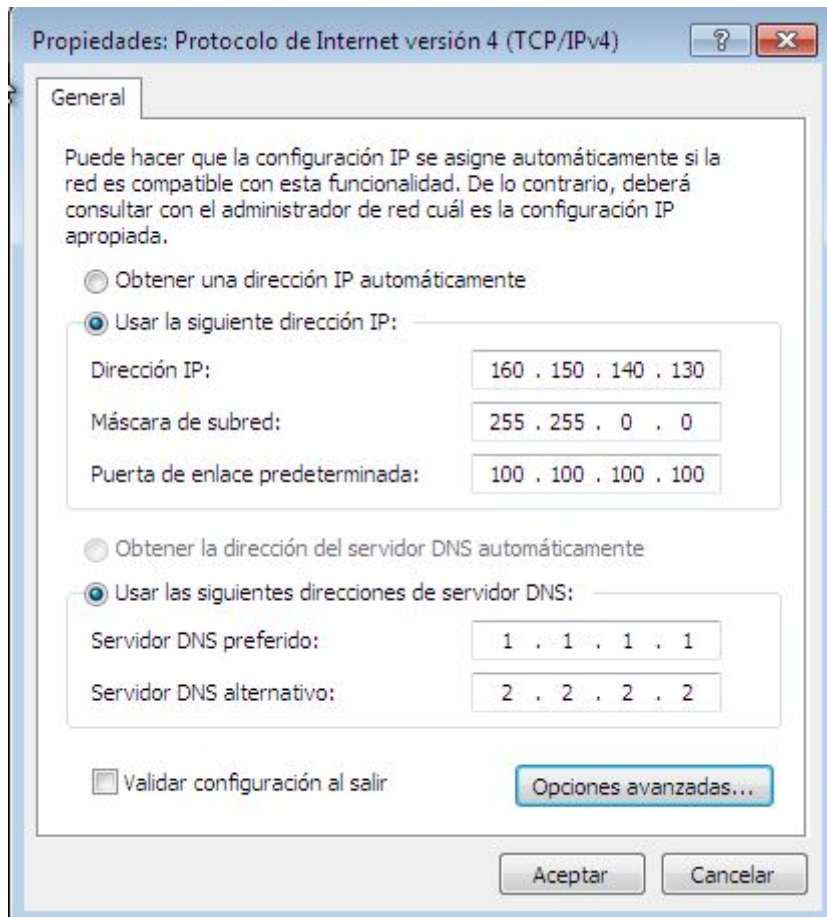 Propiedades: Protocolo de Internet versión 4 (TCP/IPv4)
General
Puede hacer que la configuración IP se asigne automáticamente si la
red es compatible con esta funcionalidad. De lo contrario, deberá
consultar con el administrador de red cuál es la configuración IP
apropiada.
Obtener una dirección IP automáticamente
Usar la siguiente dirección IP:
Dirección IP: 160 . 150 . 140 . 130
Máscara de subred: 255 . 255 . 0 . 0
Puerta de enlace predeterminada: 100 . 100 . 100 . 100
Obtener la dirección del servidor DNS automáticamente
Usar las siguientes direcciones de servidor DNS:
Servidor DNS preferido: 1 . 1 . 1 . 1
Servidor DNS alternativo: 2 . 2 . 2 . 2
Validar configuración al salir Opciones avanzadas...
Aceptar Cancelar